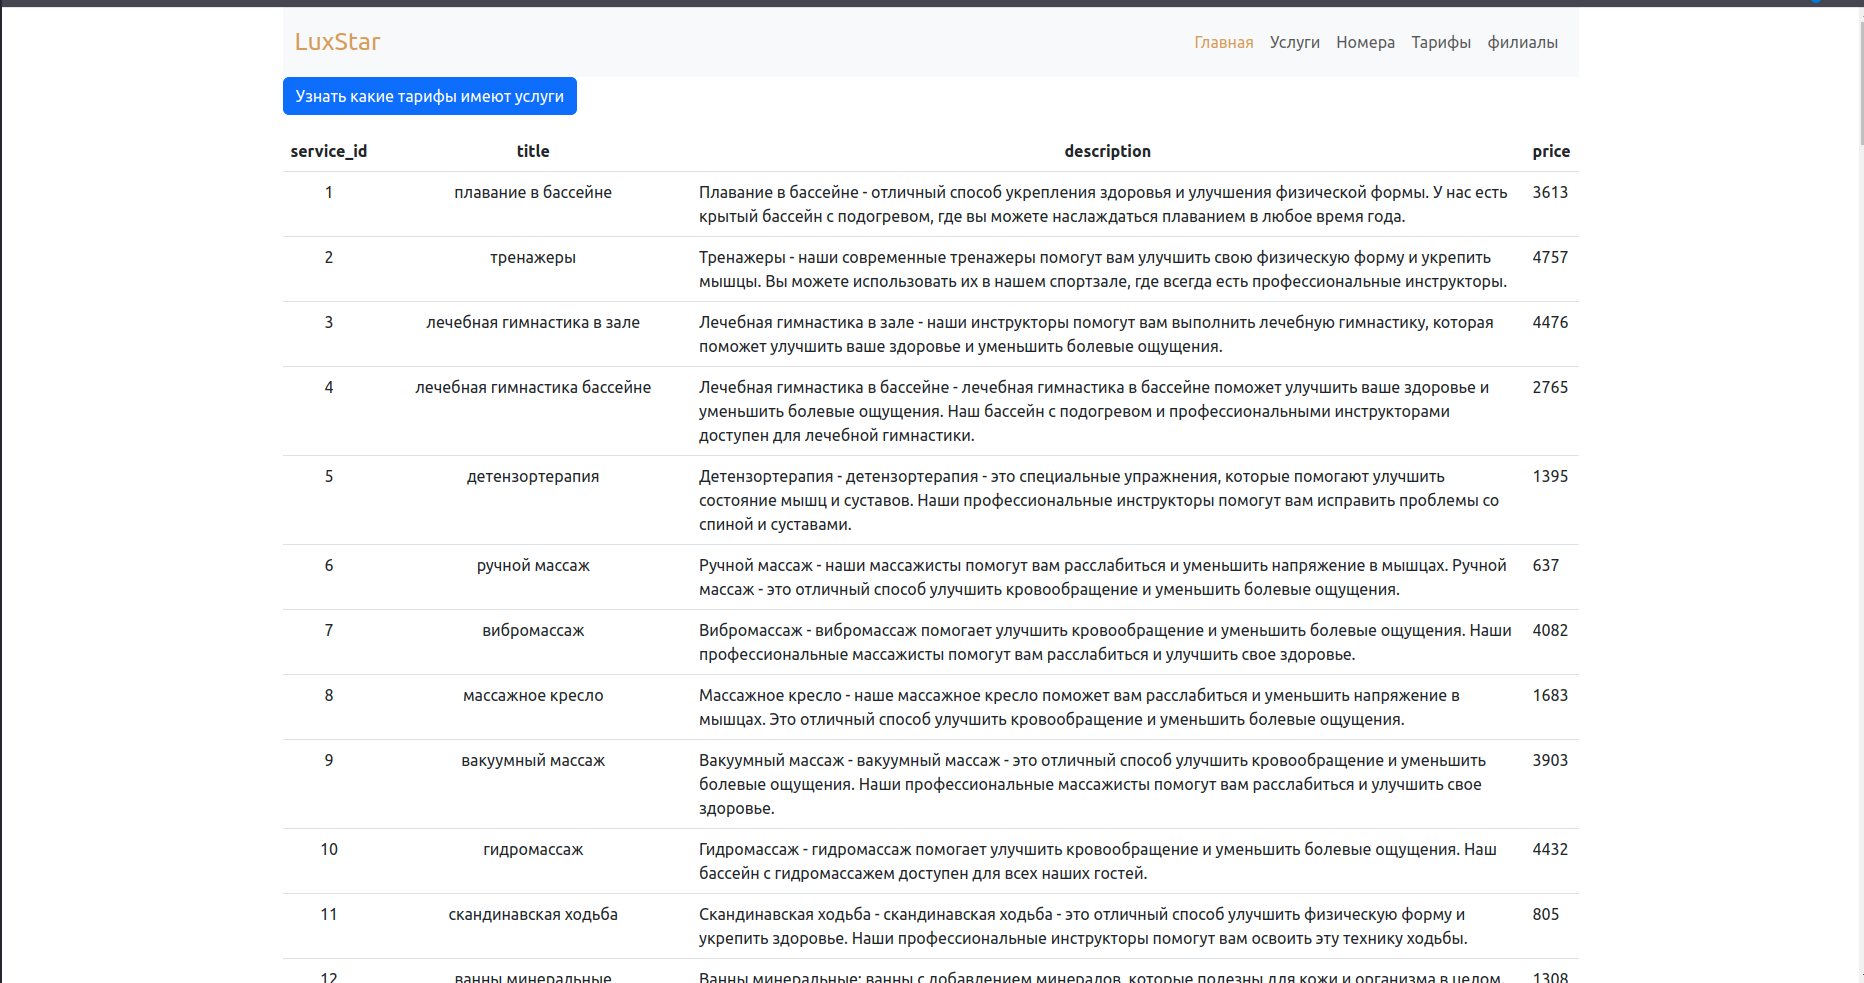 LuxStar
Главная Услуги Номера Тарифы филиалы
Узнать какие тарифы имеют услуги
service_id title description price
1 плавание в бассейне Плавание в бассейне - отличный способ укрепления здоровья и улучшения физической формы. У нас есть 3613
крытый бассейн с подогревом, где вы можете наслаждаться плаванием в любое время года.
2 тренажеры Тренажеры - наши современные тренажеры помогут вам улучшить свою физическую форму и укрепить 4757
мышцы. Вы можете использовать их в нашем спортзале, где всегда есть профессиональные инструкторы.
3 лечебная гимнастика в зале Лечебная гимнастика в зале - наши инструкторы помогут вам выполнить лечебную гимнастику, которая 4476
поможет улучшить ваше здоровье и уменьшить болевые ощущения.
4 лечебная гимнастика бассейне Лечебная гимнастика в бассейне - лечебная гимнастика в бассейне поможет улучшить ваше здоровье и 2765
уменьшить болевые ощущения. Наш бассейн с подогревом и профессиональными инструкторами
доступен для лечебной гимнастики.
5 детензортерапия Детензортерапия - детензортерапия - это специальные упражнения, которые помогают улучшить 1395
состояние мышц и суставов. Наши профессиональные инструкторы помогут вам исправить проблемы со
спиной и суставами.
6 ручной массаж Ручной массаж - наши массажисты помогут вам расслабиться и уменьшить напряжение в мышцах. Ручной 637
массаж - это отличный способ улучшить кровообращение и уменьшить болевые ощущения.
7 вибромассаж Вибромассаж - вибромассаж помогает улучшить кровообращение и уменьшить болевые ощущения. Наши 4082
профессиональные массажисты помогут вам расслабиться и улучшить свое здоровье.
8 массажное кресло Массажное кресло - наше массажное кресло поможет вам расслабиться и уменьшить напряжение в 1683
мышцах. Это отличный способ улучшить кровообращение и уменьшить болевые ощущения.
9 вакуумный массаж Вакуумный массаж - вакуумный массаж - это отличный способ улучшить кровообращение и уменьшить 3903
болевые ощущения. Наши профессиональные массажисты помогут вам расслабиться и улучшить свое
здоровье.
10 гидромассаж Гидромассаж - гидромассаж помогает улучшить кровообращение и уменьшить болевые ощущения. Наш 4432
бассейн с гидромассажем доступен для всех наших гостей.
11 скандинавская ходьба Скандинавская ходьба - скандинавская ходьба - это отличный способ улучшить физическую форму и 805
укрепить здоровье. Наши профессиональные инструкторы помогут вам освоить эту технику ходьбы.
12 ванны минеральные Ванны минеральные: ванны с добавлением минералов, которые полезны для кожи и организма в целом. 1308